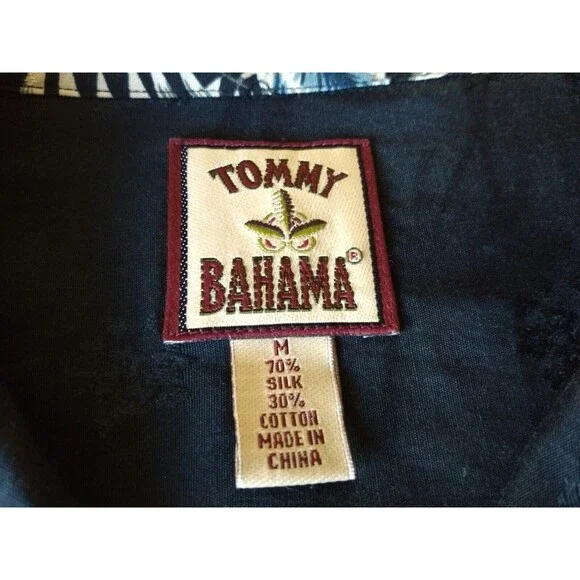 TOMMY
BAHAMA®
M
70%
SILK
30%
COTTON
MADE IN
CHINA